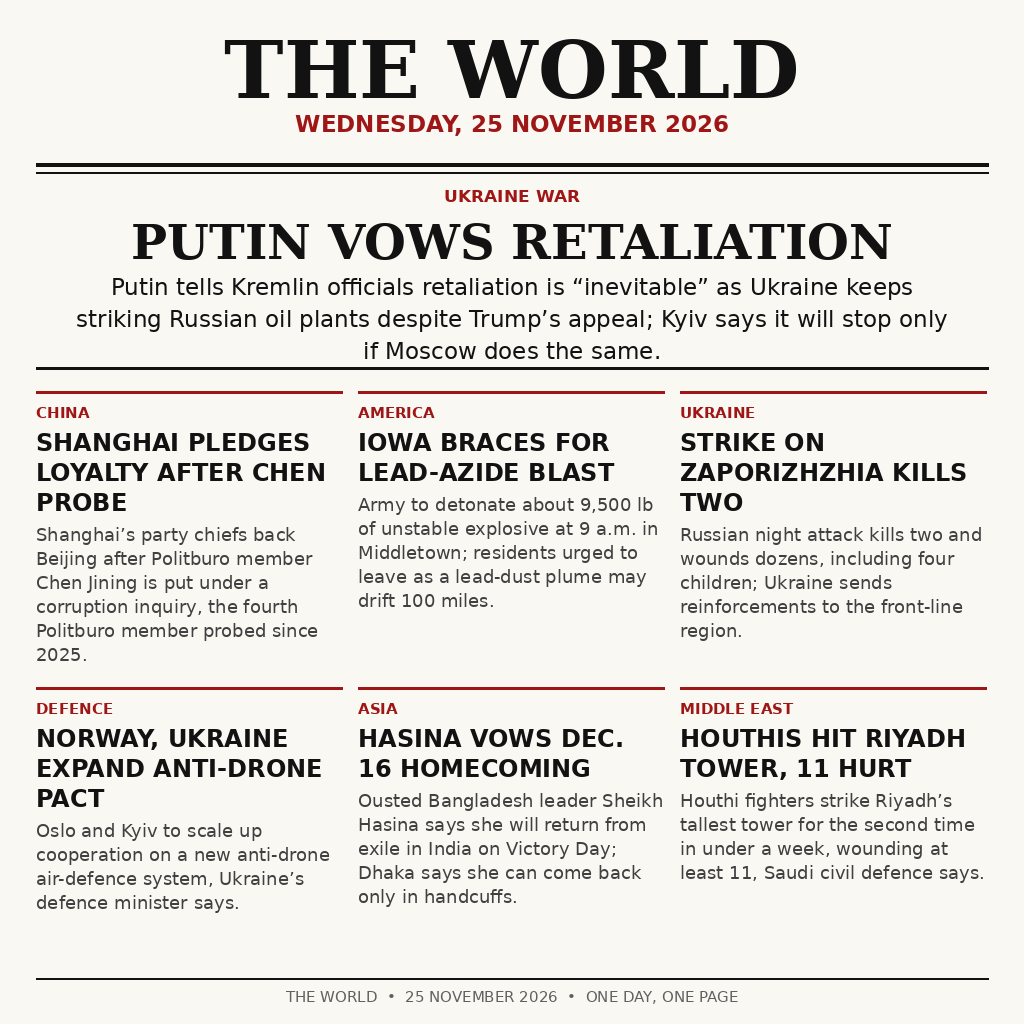 THE WORLD
WEDNESDAY, 25 NOVEMBER 2026
UKRAINE WAR
PUTIN VOWS RETALIATION
Putin tells Kremlin officials retaliation is “inevitable” as Ukraine keeps
striking Russian oil plants despite Trump’s appeal; Kyiv says it will stop only
if Moscow does the same.
CHINA
SHANGHAI PLEDGES
LOYALTY AFTER CHEN
PROBE
Shanghai’s party chiefs back
Beijing after Politburo member
Chen Jining is put under a
corruption inquiry, the fourth
Politburo member probed since
2025.
AMERICA
IOWA BRACES FOR
LEAD-AZIDE BLAST
Army to detonate about 9,500 lb
of unstable explosive at 9 a.m. in
Middletown; residents urged to
leave as a lead-dust plume may
drift 100 miles.
UKRAINE
STRIKE ON
ZAPORIZHZHIA KILLS
TWO
Russian night attack kills two and
wounds dozens, including four
children; Ukraine sends
reinforcements to the front-line
region.
DEFENCE
NORWAY, UKRAINE
EXPAND ANTI-DRONE
PACT
Oslo and Kyiv to scale up
cooperation on a new anti-drone
air-defence system, Ukraine’s
defence minister says.
ASIA
HASINA VOWS DEC.
16 HOMECOMING
Ousted Bangladesh leader Sheikh
Hasina says she will return from
exile in India on Victory Day;
Dhaka says she can come back
only in handcuffs.
MIDDLE EAST
HOUTHIS HIT RIYADH
TOWER, 11 HURT
Houthi fighters strike Riyadh’s
tallest tower for the second time
in under a week, wounding at
least 11, Saudi civil defence says.
THE WORLD • 25 NOVEMBER 2026 • ONE DAY, ONE PAGE